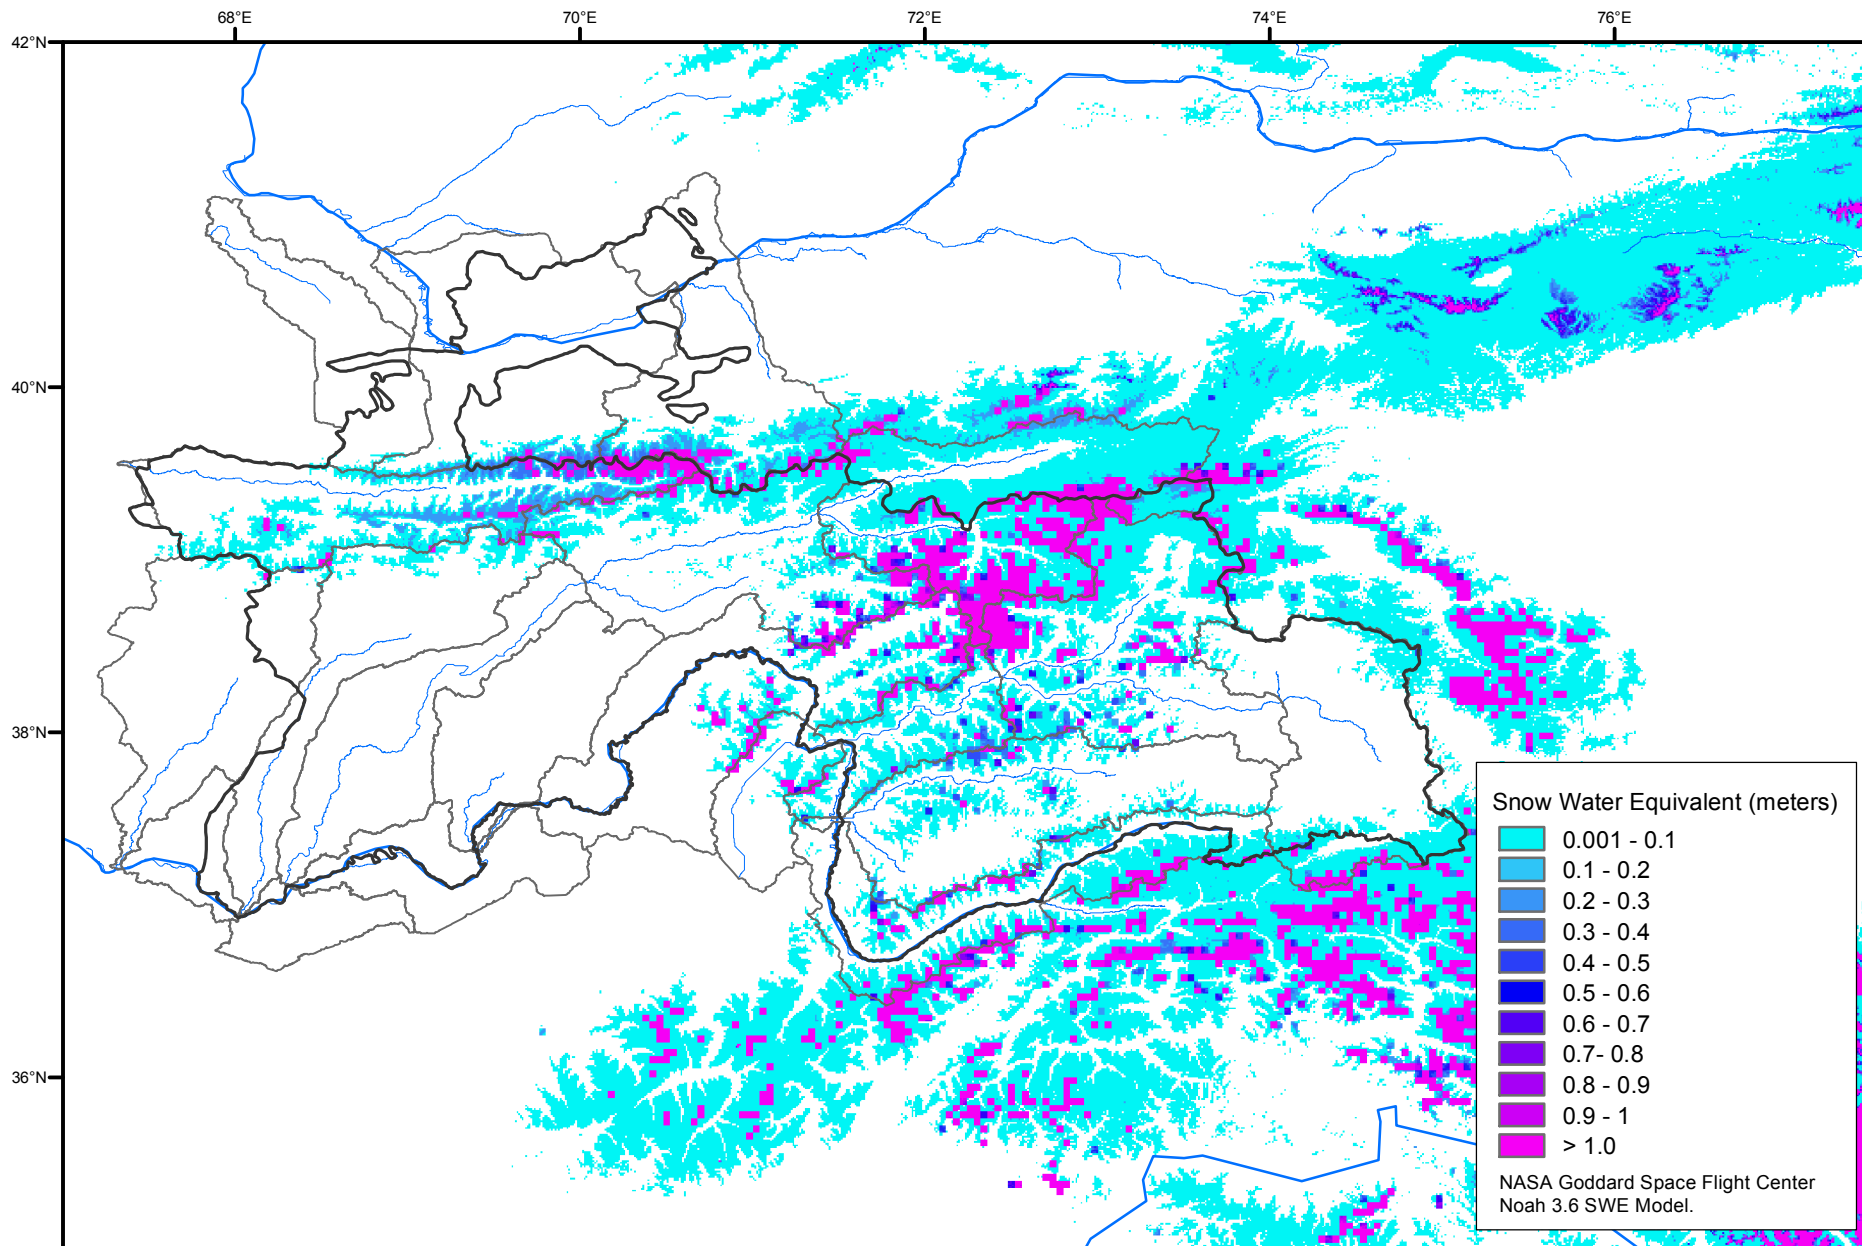 68°E
70°E
72°E
74°E
76°E
42°N
40°N
38°N
36°N
Snow Water Equivalent (meters)
0.001 - 0.1
0.1 - 0.2
0.2 - 0.3
0.3 - 0.4
0.4 - 0.5
0.5 - 0.6
0.6 - 0.7
0.7- 0.8
0.8 - 0.9
0.9 - 1
> 1.0
NASA Goddard Space Flight Center
Noah 3.6 SWE Model.